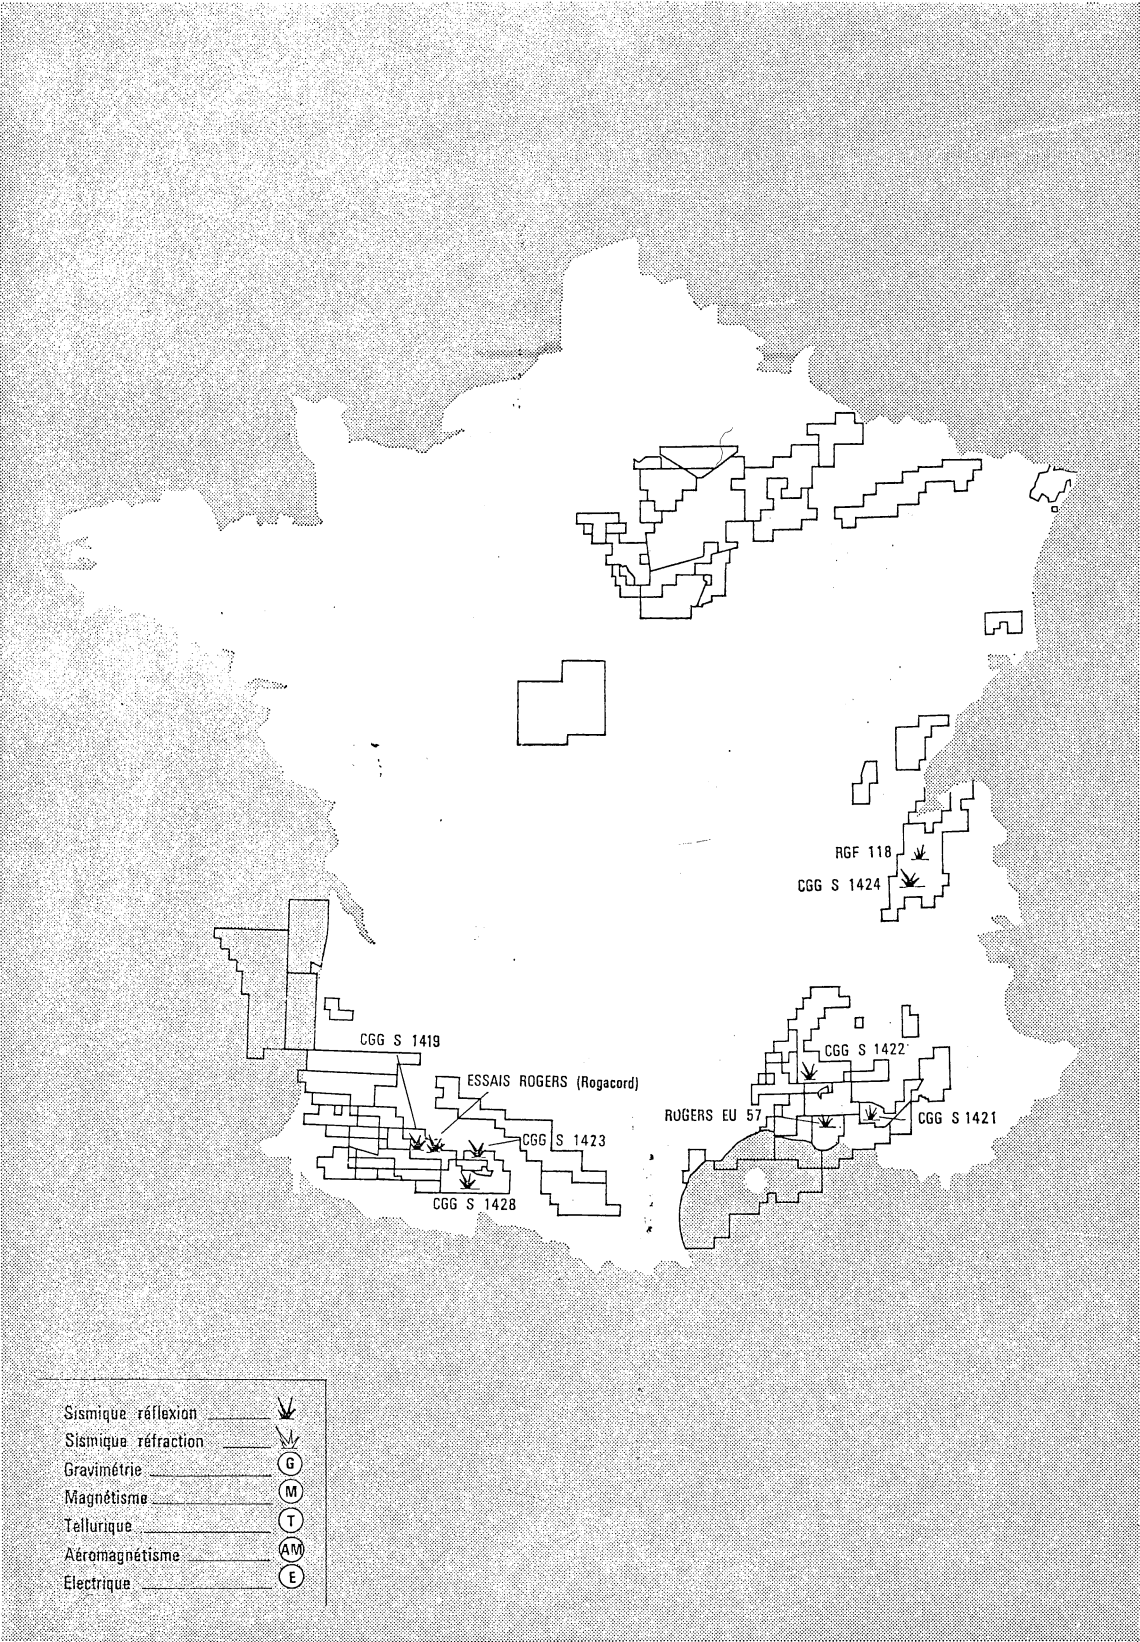 RGF 118
CGG S 1424
CGG S 1419
CGG S 1422
ESSAIS ROGERS (Rogacord)
ROGERS EU 57
CGG S 1421
CGG S 1423
CGG S 1428
Sismique réflexion
Sismique réfraction
Gravimétrie G
Magnétisme M
Tellurique T
Aéromagnétisme AM
Electrique E